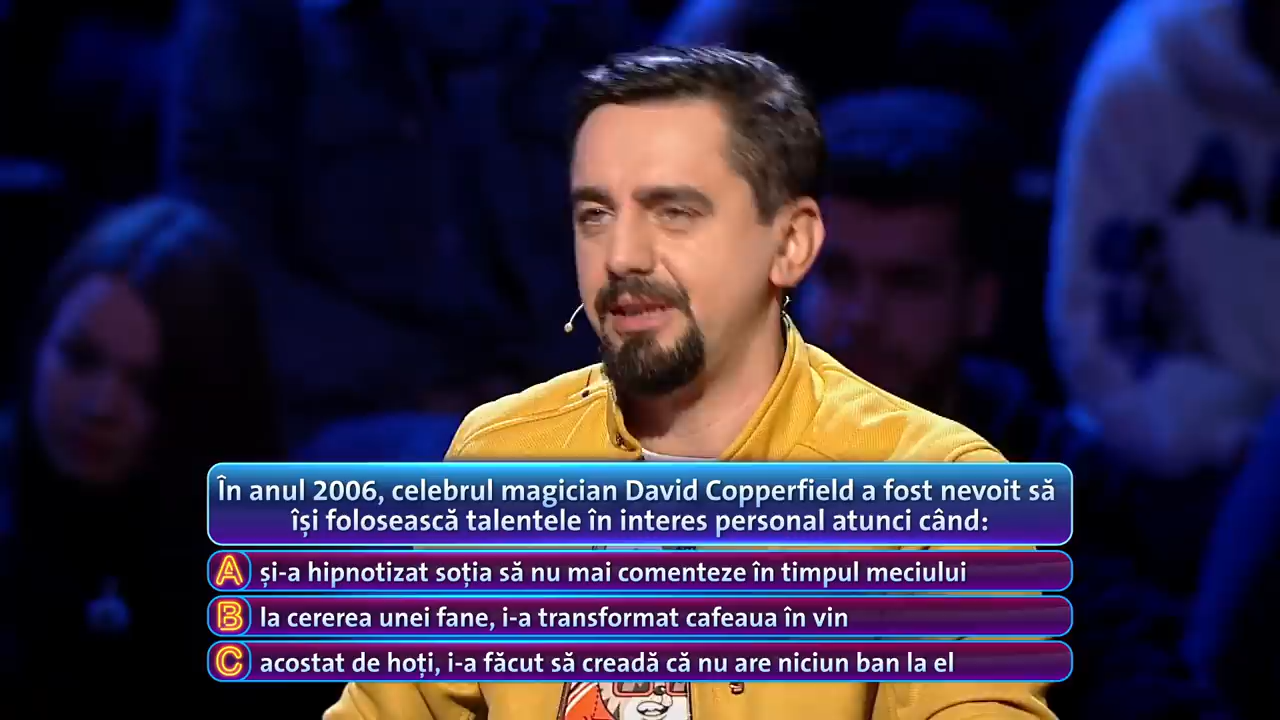 În anul 2006, celebrul magician David Copperfield a fost nevoit să
își folosească talentele în interes personal atunci când:
A și-a hipnotizat soția să nu mai comenteze în timpul meciului
B la cererea unei fane, i-a transformat cafeaua în vin
C acostat de hoți, i-a făcut să creadă că nu are niciun ban la el